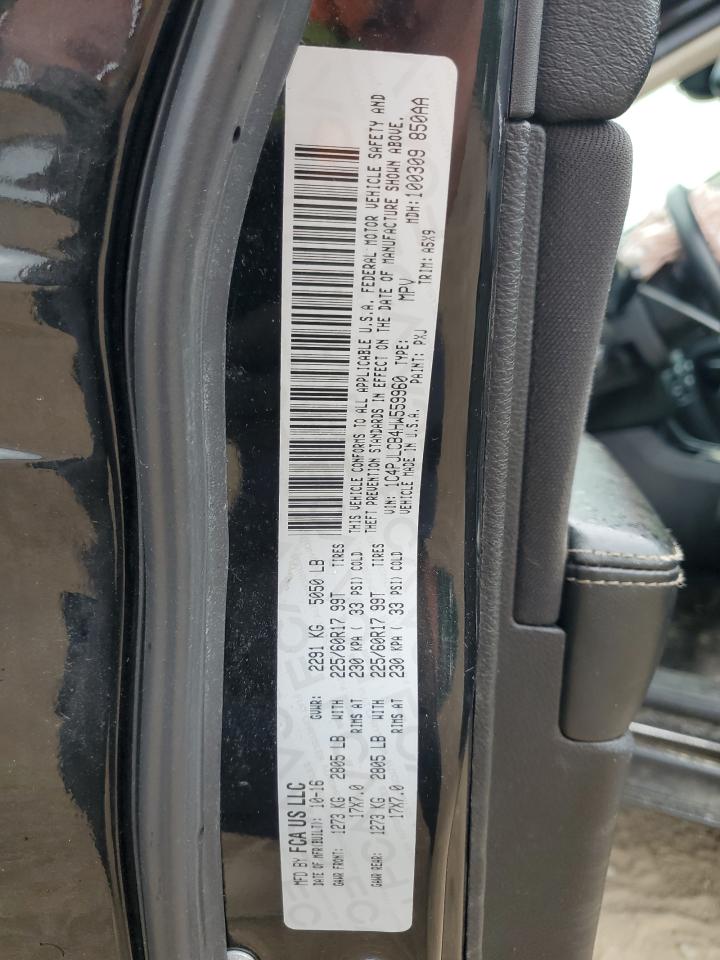 MFD BY FCA US LLC
DATE OF MFR(BUILT): 10-16 GVWR: 2291 KG 5050 LB
GAWR FRONT: 1273 KG 2805 LB WITH 225/60R17 99T TIRES
17X7.0 RIMS AT 230 KPA ( 33 PSI) COLD
GAWR REAR: 1273 KG 2805 LB WITH 225/60R17 99T TIRES
17X7.0 RIMS AT 230 KPA ( 33 PSI) COLD
THIS VEHICLE CONFORMS TO ALL APPLICABLE U.S.A. FEDERAL MOTOR VEHICLE SAFETY AND
THEFT PREVENTION STANDARDS IN EFFECT ON THE DATE OF MANUFACTURE SHOWN ABOVE.
VIN: 1C4PJLCB4HW559960 TYPE: MPV MDH: 100309 850AA
VEHICLE MADE IN U.S.A. PAINT: PXJ TRIM: A5X9